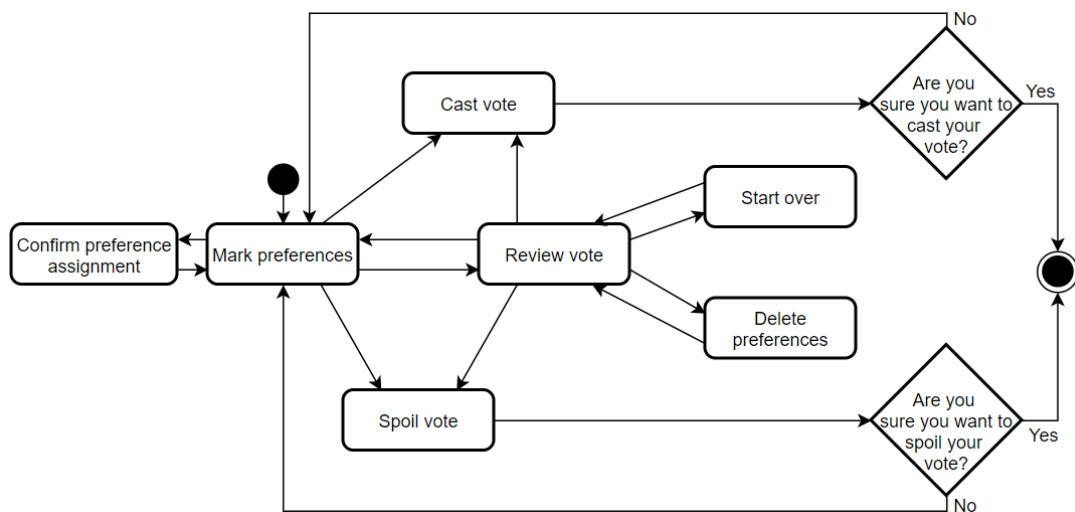 No
Are you
sure you want to
cast your
vote?
Yes
Cast vote
Start over
Confirm preference
assignment
Mark preferences
Review vote
Delete
preferences
Spoil vote
Are you
sure you want to
spoil your
vote?
Yes
No